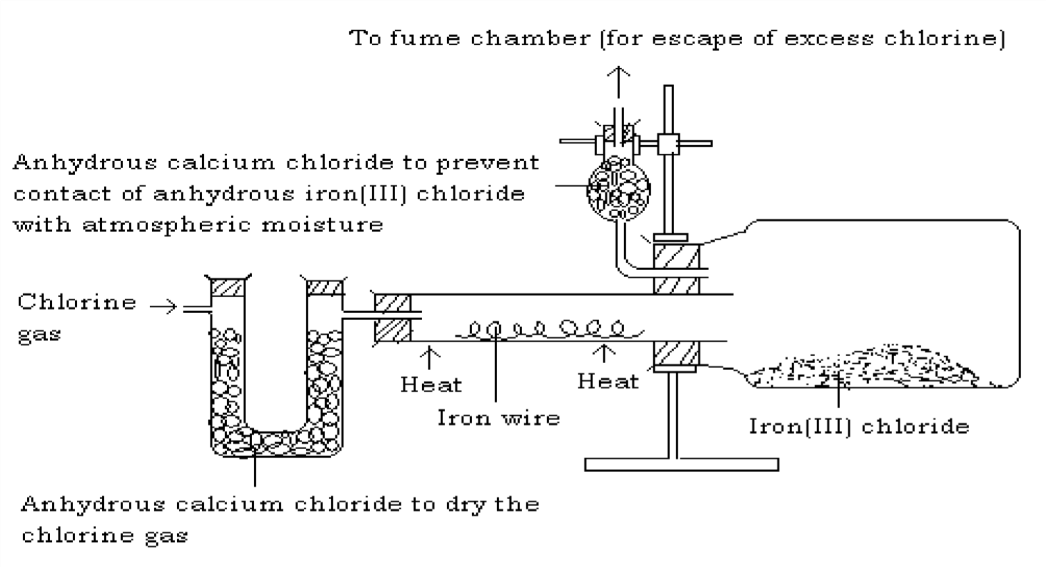 To fume chamber (for escape of excess chlorine)
Anhydrous calcium chloride to prevent
contact of anhydrous iron(III) chloride
with atmospheric moisture
Chlorine
gas
Heat
Heat
Iron wire
Iron(III) chloride
Anhydrous calcium chloride to dry the
chlorine gas